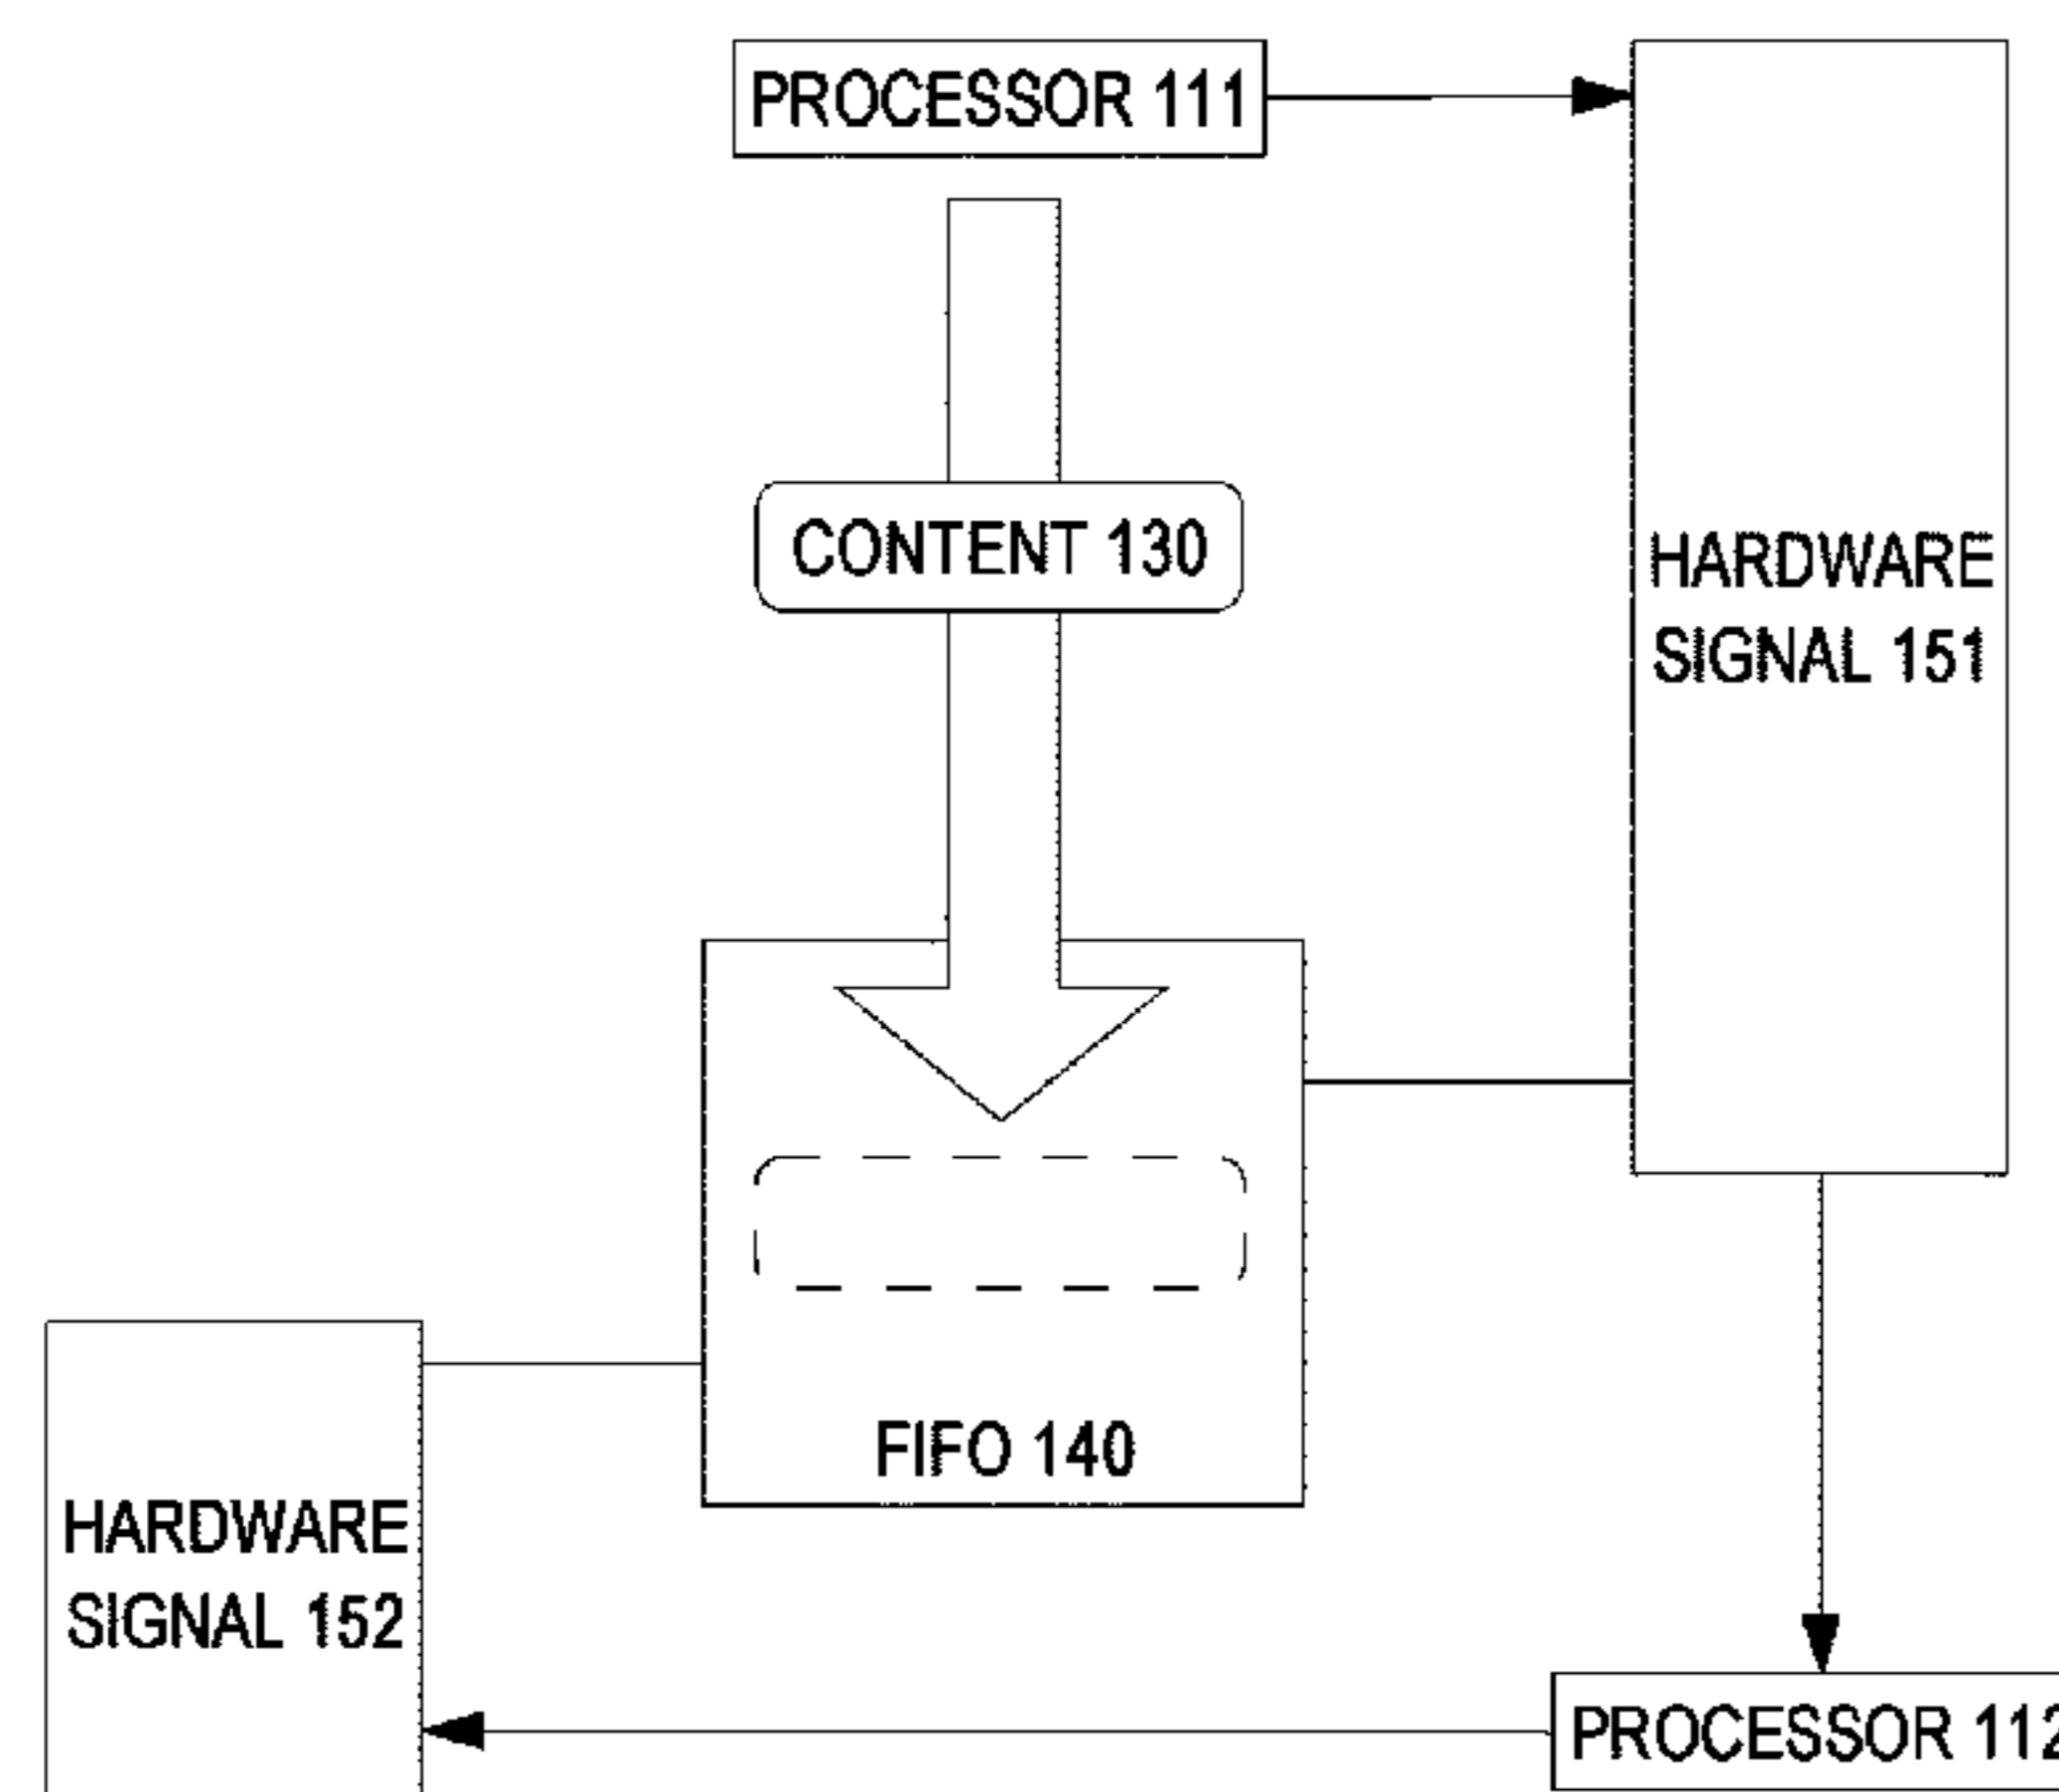 PROCESSOR 111
CONTENT 130
HARDWARE
SIGNAL 151
FIFO 140
HARDWARE
SIGNAL 152
PROCESSOR 112